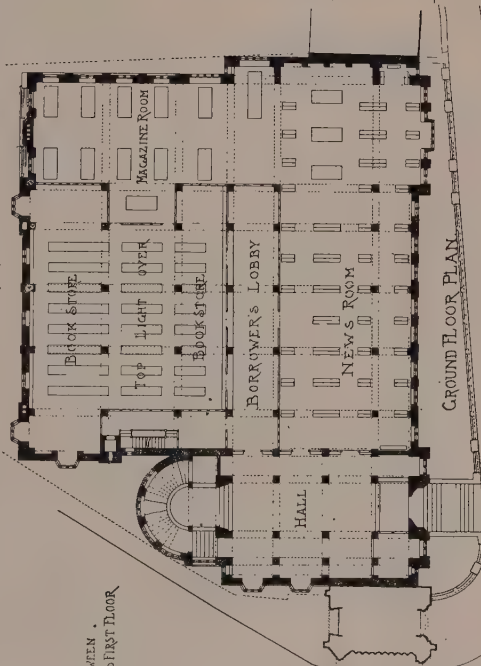 MAGAZINE ROOM
BOOK STORE
TOP LIGHT OVER
BOOK STORE
BORROWER'S LOBBY
NEWS ROOM
HALL
GROUND FLOOR PLAN
FIRST FLOOR